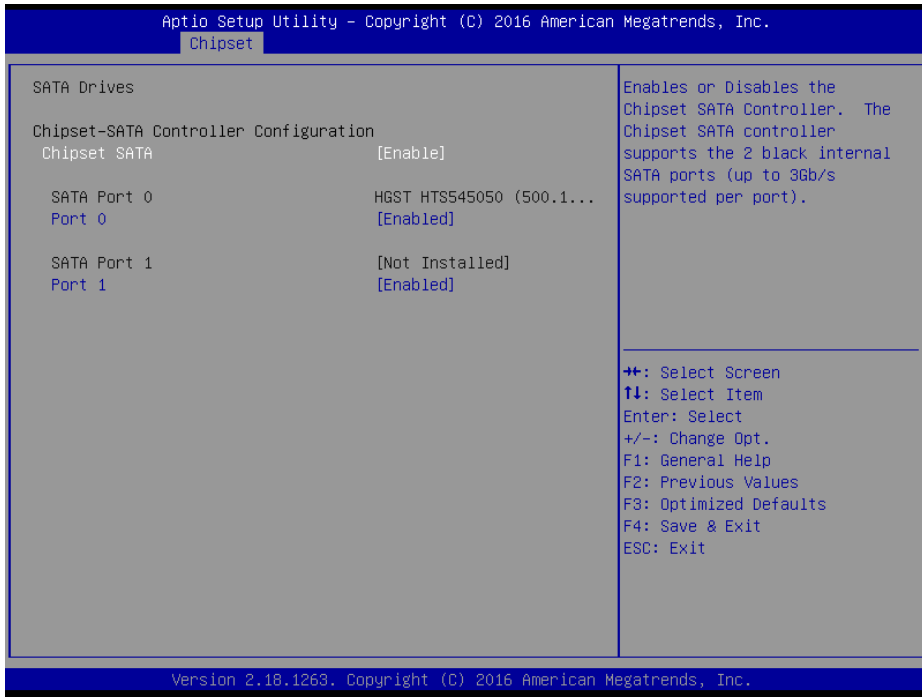 Aptio Setup Utility – Copyright (C) 2016 American Megatrends, Inc.
Chipset
SATA Drives
Chipset-SATA Controller Configuration
Chipset SATA [Enable]
SATA Port 0 HGST HTS545050 (500.1...
Port 0 [Enabled]
SATA Port 1 [Not Installed]
Port 1 [Enabled]
Enables or Disables the
Chipset SATA Controller. The
Chipset SATA controller
supports the 2 black internal
SATA ports (up to 3Gb/s
supported per port).
→←: Select Screen
↑↓: Select Item
Enter: Select
+/-: Change Opt.
F1: General Help
F2: Previous Values
F3: Optimized Defaults
F4: Save & Exit
ESC: Exit
Version 2.18.1263. Copyright (C) 2016 American Megatrends, Inc.